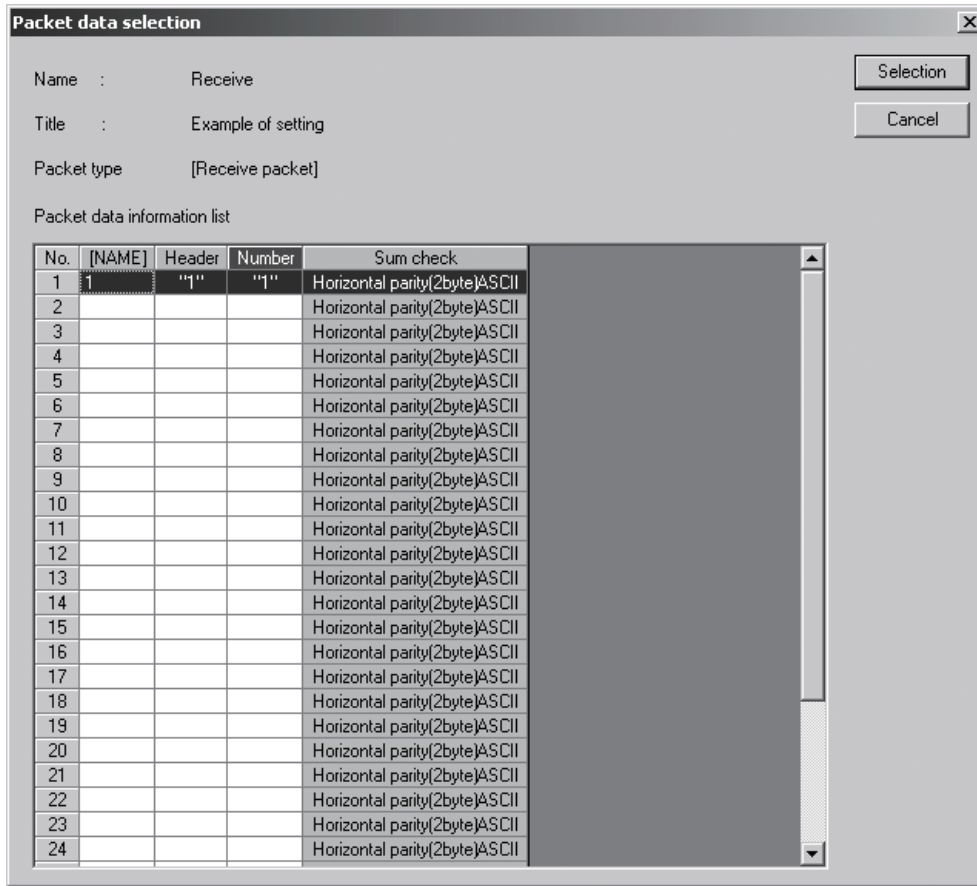 Packet data selection
Name : Receive
Selection
Title : Example of setting
Cancel
Packet type [Receive packet]
Packet data information list
No. [NAME] Header Number Sum check
1 1 "1" "1" Horizontal parity(2byte)ASCII
2 Horizontal parity(2byte)ASCII
3 Horizontal parity(2byte)ASCII
4 Horizontal parity(2byte)ASCII
5 Horizontal parity(2byte)ASCII
6 Horizontal parity(2byte)ASCII
7 Horizontal parity(2byte)ASCII
8 Horizontal parity(2byte)ASCII
9 Horizontal parity(2byte)ASCII
10 Horizontal parity(2byte)ASCII
11 Horizontal parity(2byte)ASCII
12 Horizontal parity(2byte)ASCII
13 Horizontal parity(2byte)ASCII
14 Horizontal parity(2byte)ASCII
15 Horizontal parity(2byte)ASCII
16 Horizontal parity(2byte)ASCII
17 Horizontal parity(2byte)ASCII
18 Horizontal parity(2byte)ASCII
19 Horizontal parity(2byte)ASCII
20 Horizontal parity(2byte)ASCII
21 Horizontal parity(2byte)ASCII
22 Horizontal parity(2byte)ASCII
23 Horizontal parity(2byte)ASCII
24 Horizontal parity(2byte)ASCII